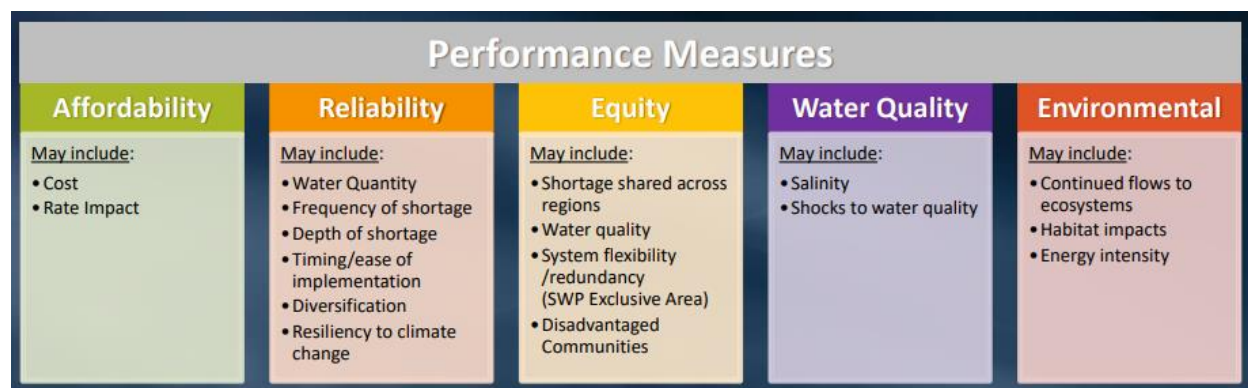 Performance Measures
Affordability
May include:
•Cost
•Rate Impact
Reliability
May include:
•Water Quantity
•Frequency of shortage
•Depth of shortage
•Timing/ease of
implementation
•Diversification
•Resiliency to climate
change
Equity
May include:
•Shortage shared across
regions
•Water quality
•System flexibility
/redundancy
(SWP Exclusive Area)
•Disadvantaged
Communities
Water Quality
May include:
•Salinity
•Shocks to water quality
Environmental
May include:
•Continued flows to
ecosystems
•Habitat impacts
•Energy intensity